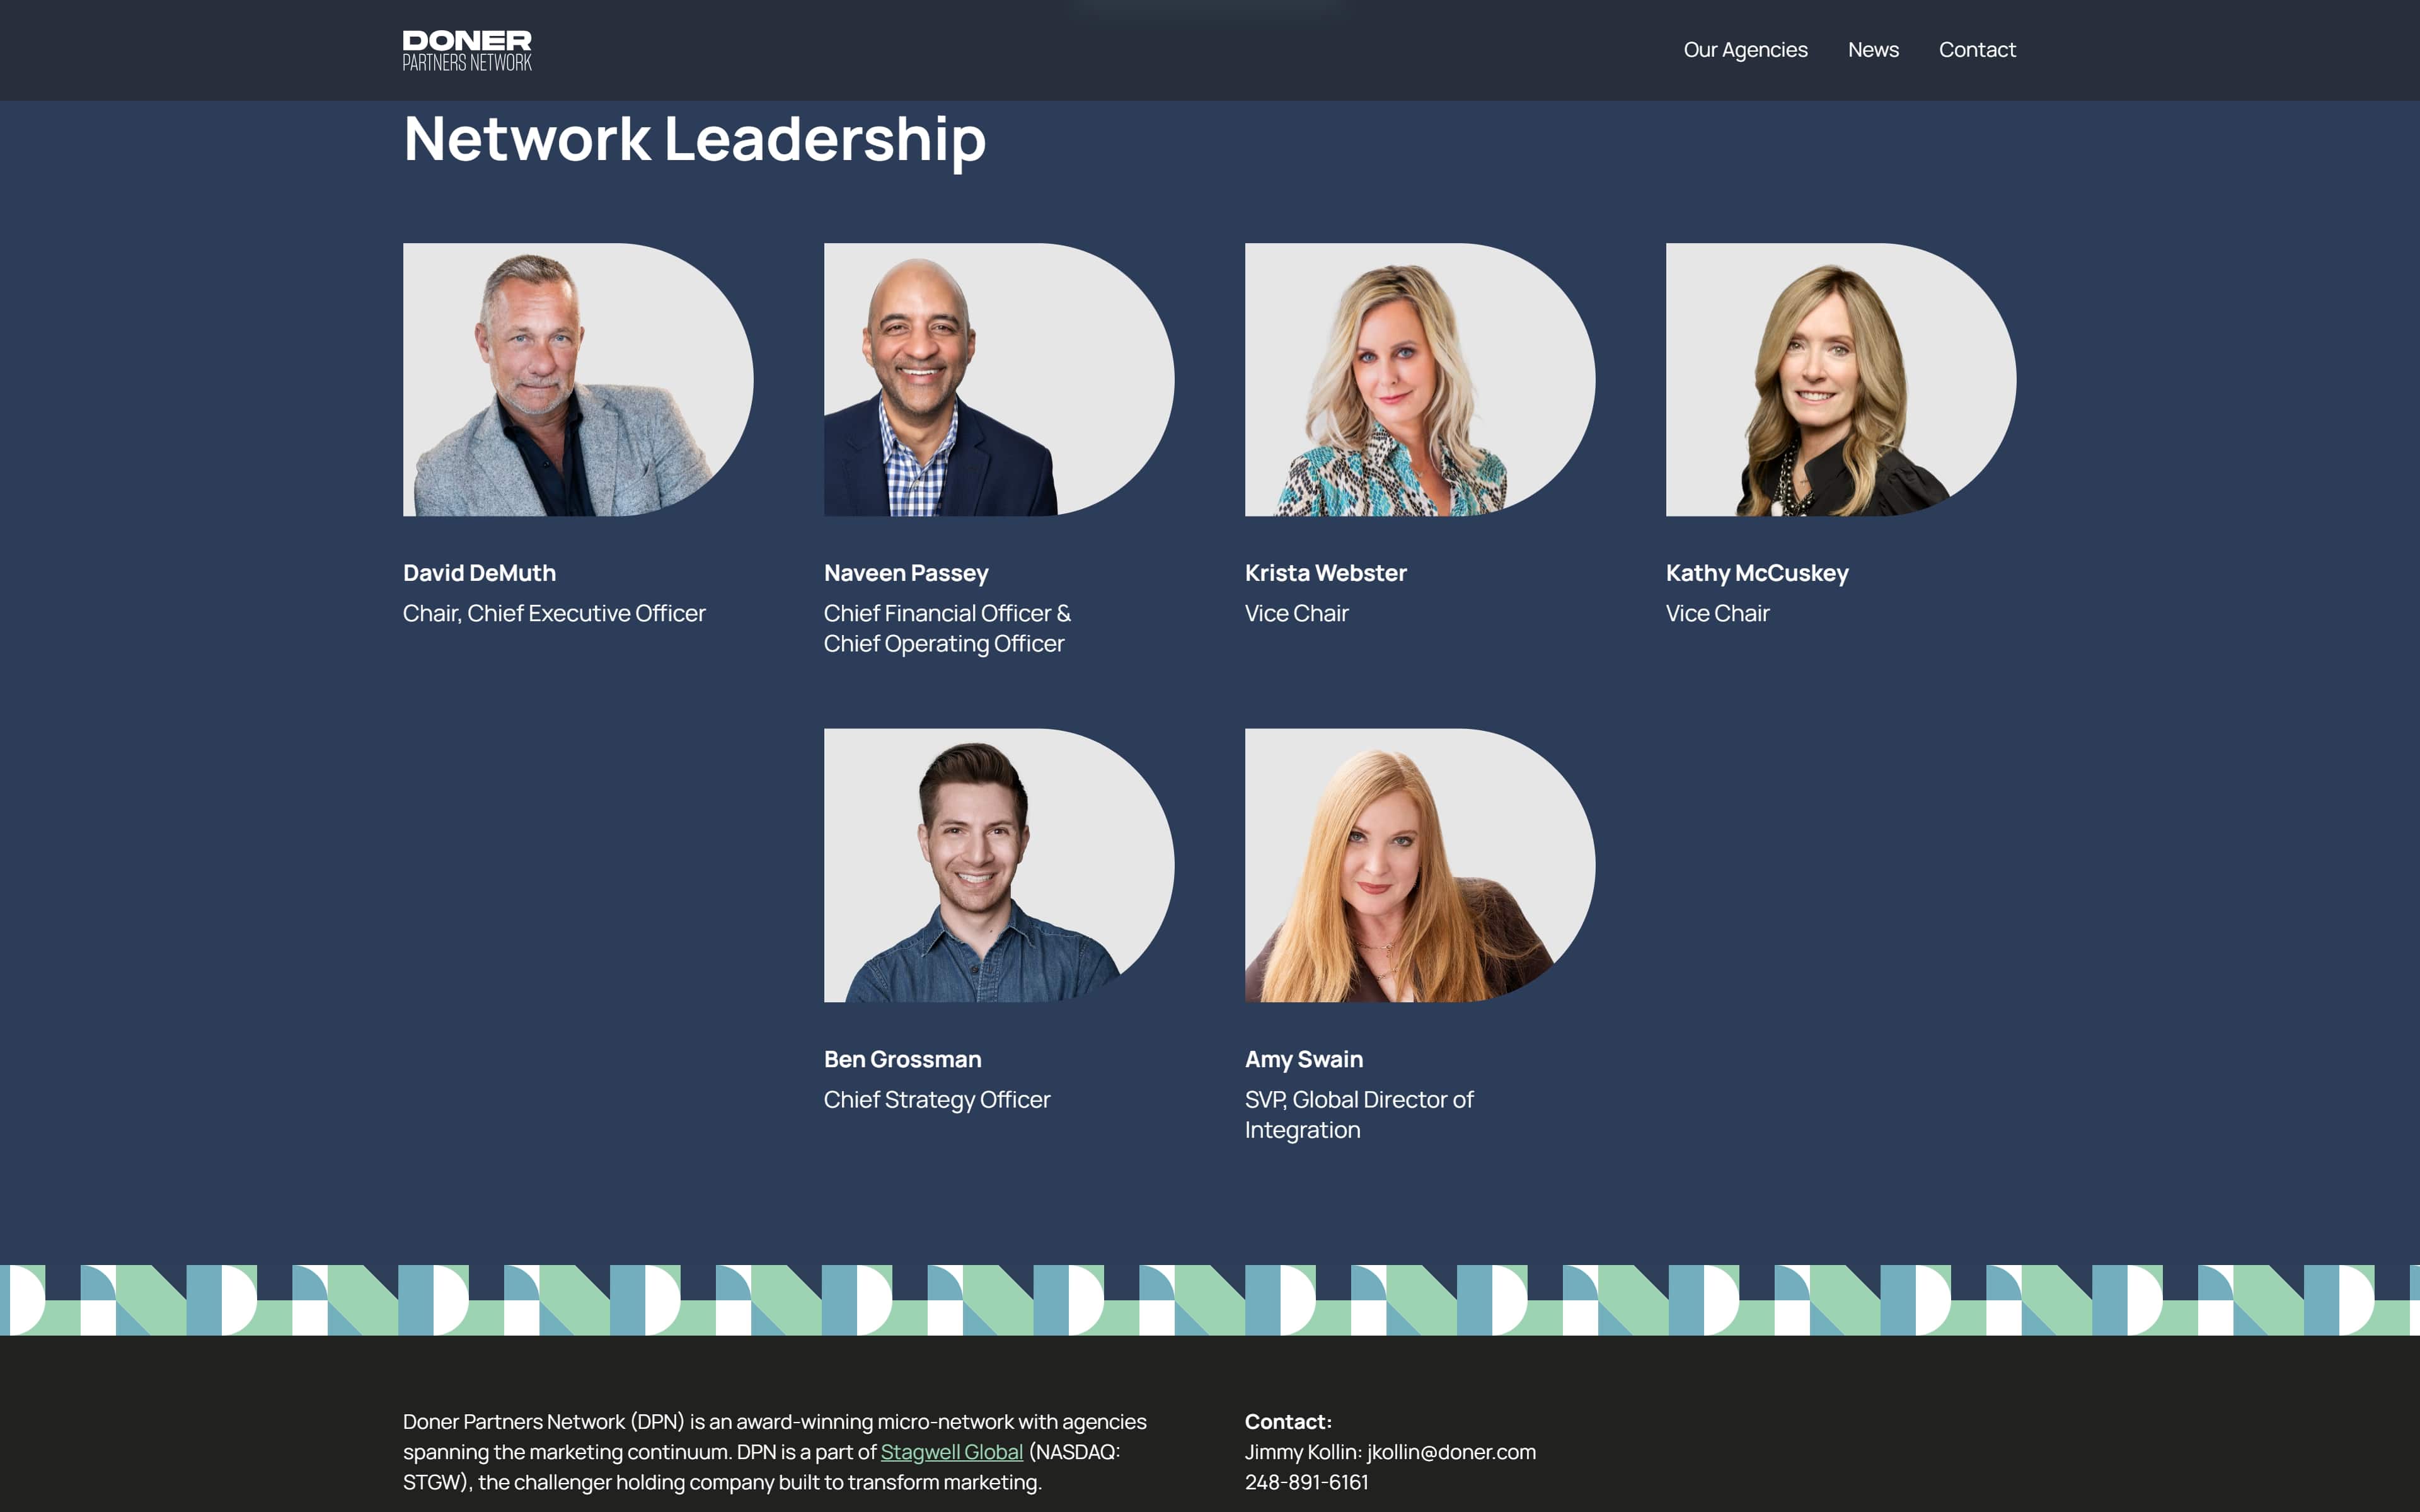 DONER
PARTNERS NETWORK
Our Agencies
News
Contact
Network Leadership
David DeMuth
Chair, Chief Executive Officer
Naveen Passey
Chief Financial Officer &
Chief Operating Officer
Krista Webster
Vice Chair
Kathy McCuskey
Vice Chair
Ben Grossman
Chief Strategy Officer
Amy Swain
SVP, Global Director of
Integration
Doner Partners Network (DPN) is an award-winning micro-network with agencies
spanning the marketing continuum. DPN is a part of Stagwell Global (NASDAQ:
STGW), the challenger holding company built to transform marketing.
Contact:
Jimmy Kollin: jkollin@doner.com
248-891-6161